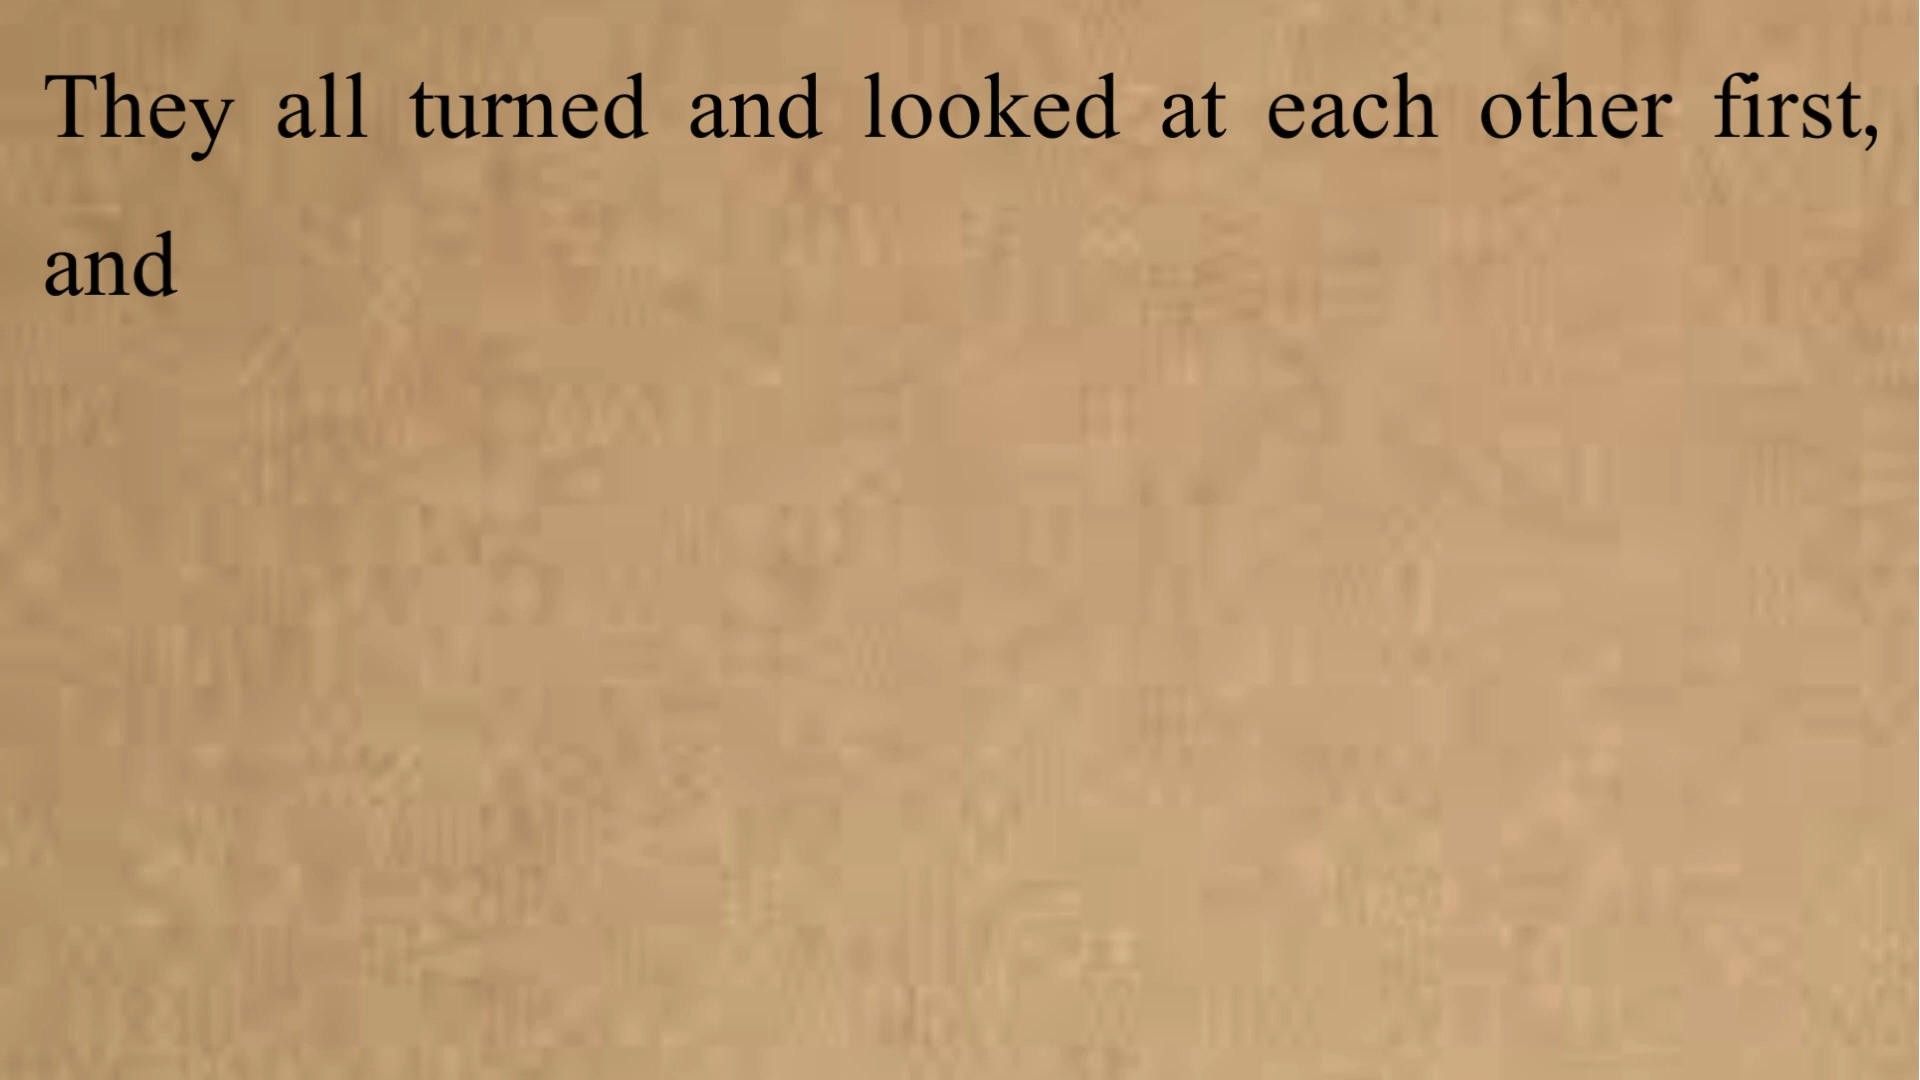 They all turned and looked at each other first,
and